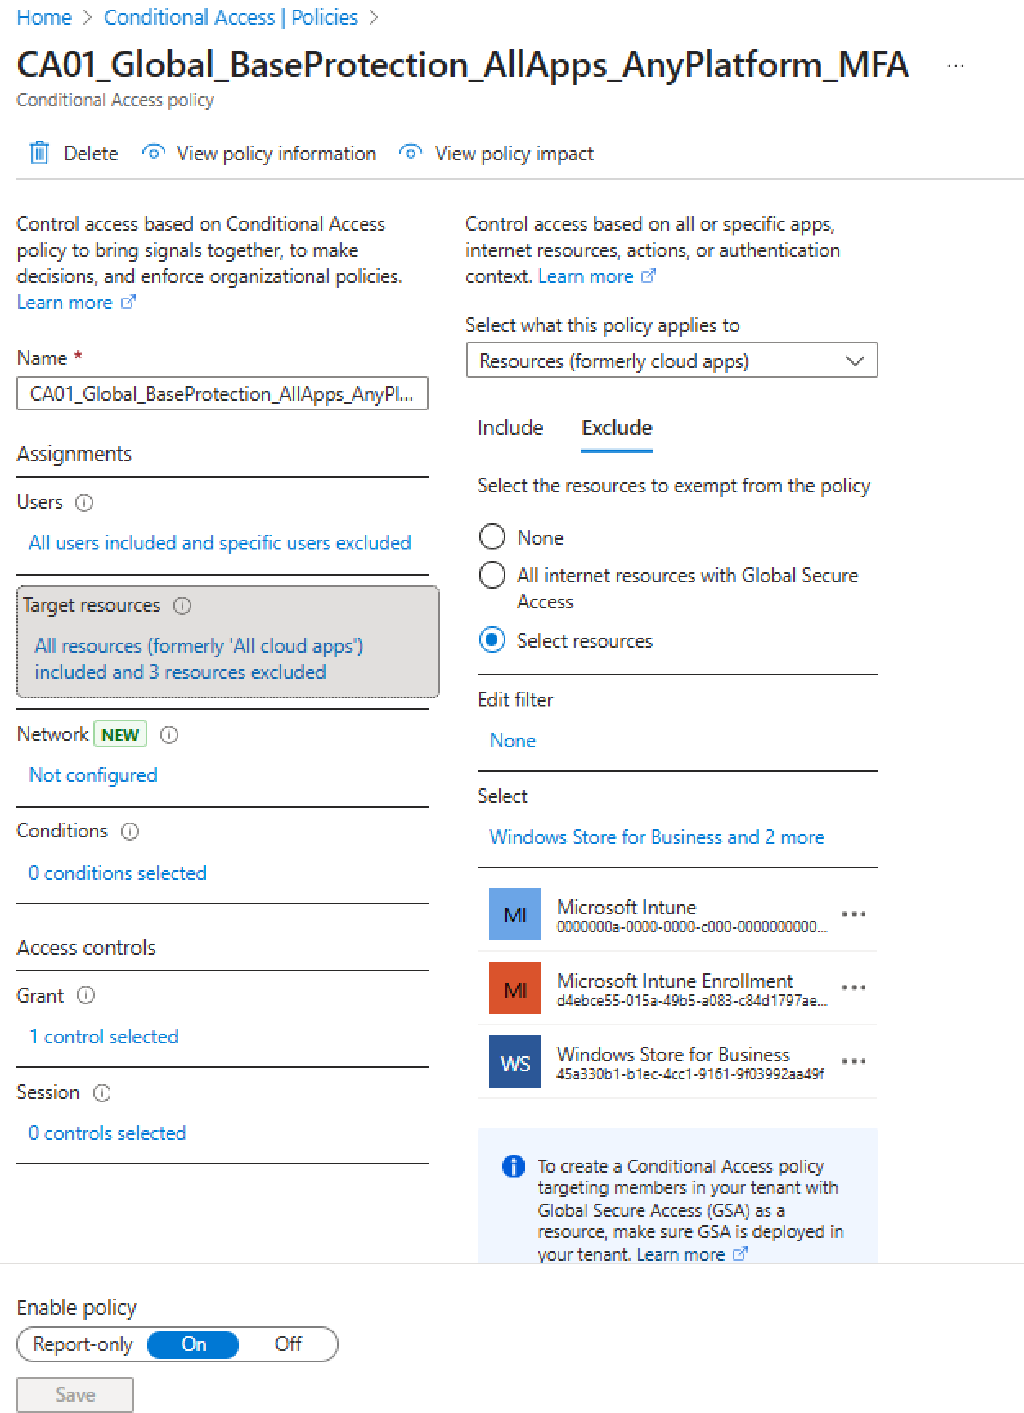 Home > Conditional Access | Policies >
CA01_Global_BaseProtection_AllApps_AnyPlatform_MFA ...
Conditional Access policy
Delete View policy information View policy impact
Control access based on Conditional Access
policy to bring signals together, to make
decisions, and enforce organizational policies.
Learn more
Name *
CA01_Global_BaseProtection_AllApps_AnyPl...
Assignments
Users
All users included and specific users excluded
Target resources
All resources (formerly 'All cloud apps')
included and 3 resources excluded
Network NEW
Not configured
Conditions
0 conditions selected
Access controls
Grant
1 control selected
Session
0 controls selected
Control access based on all or specific apps,
internet resources, actions, or authentication
context. Learn more
Select what this policy applies to
Resources (formerly cloud apps)
Include Exclude
Select the resources to exempt from the policy
None
All internet resources with Global Secure
Access
Select resources
Edit filter
None
Select
Windows Store for Business and 2 more
MI Microsoft Intune
0000000a-0000-0000-c000-0000000000...
MI Microsoft Intune Enrollment
d4ebce55-015a-49b5-a083-c84d1797ae...
WS Windows Store for Business
45a330b1-b1ec-4cc1-9161-9f03992aa49f
To create a Conditional Access policy
targeting members in your tenant with
Global Secure Access (GSA) as a
resource, make sure GSA is deployed in
your tenant. Learn more
Enable policy
Report-only On Off
Save